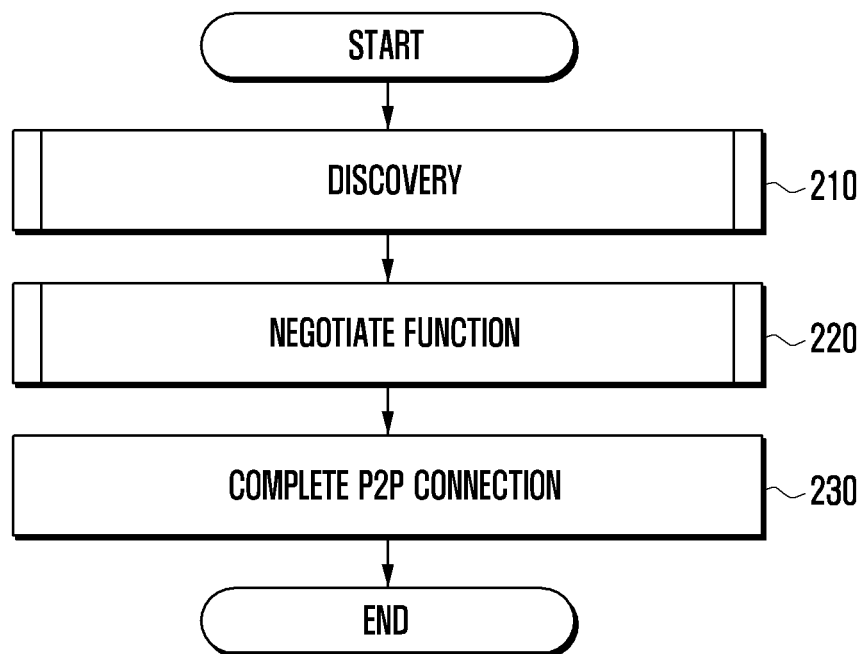 START
DISCOVERY
210
NEGOTIATE FUNCTION
220
COMPLETE P2P CONNECTION
230
END